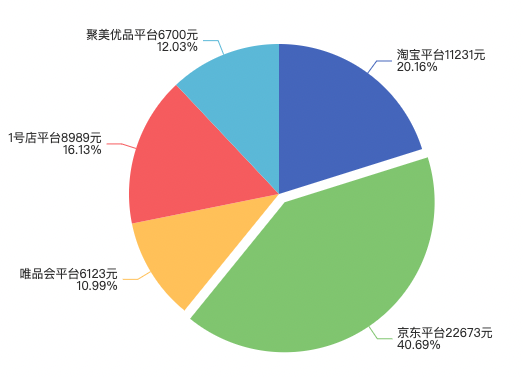 聚美优品平台6700元
12.03%
淘宝平台11231元
20.16%
1号店平台8989元
16.13%
唯品会平台6123元
10.99%
京东平台22673元
40.69%